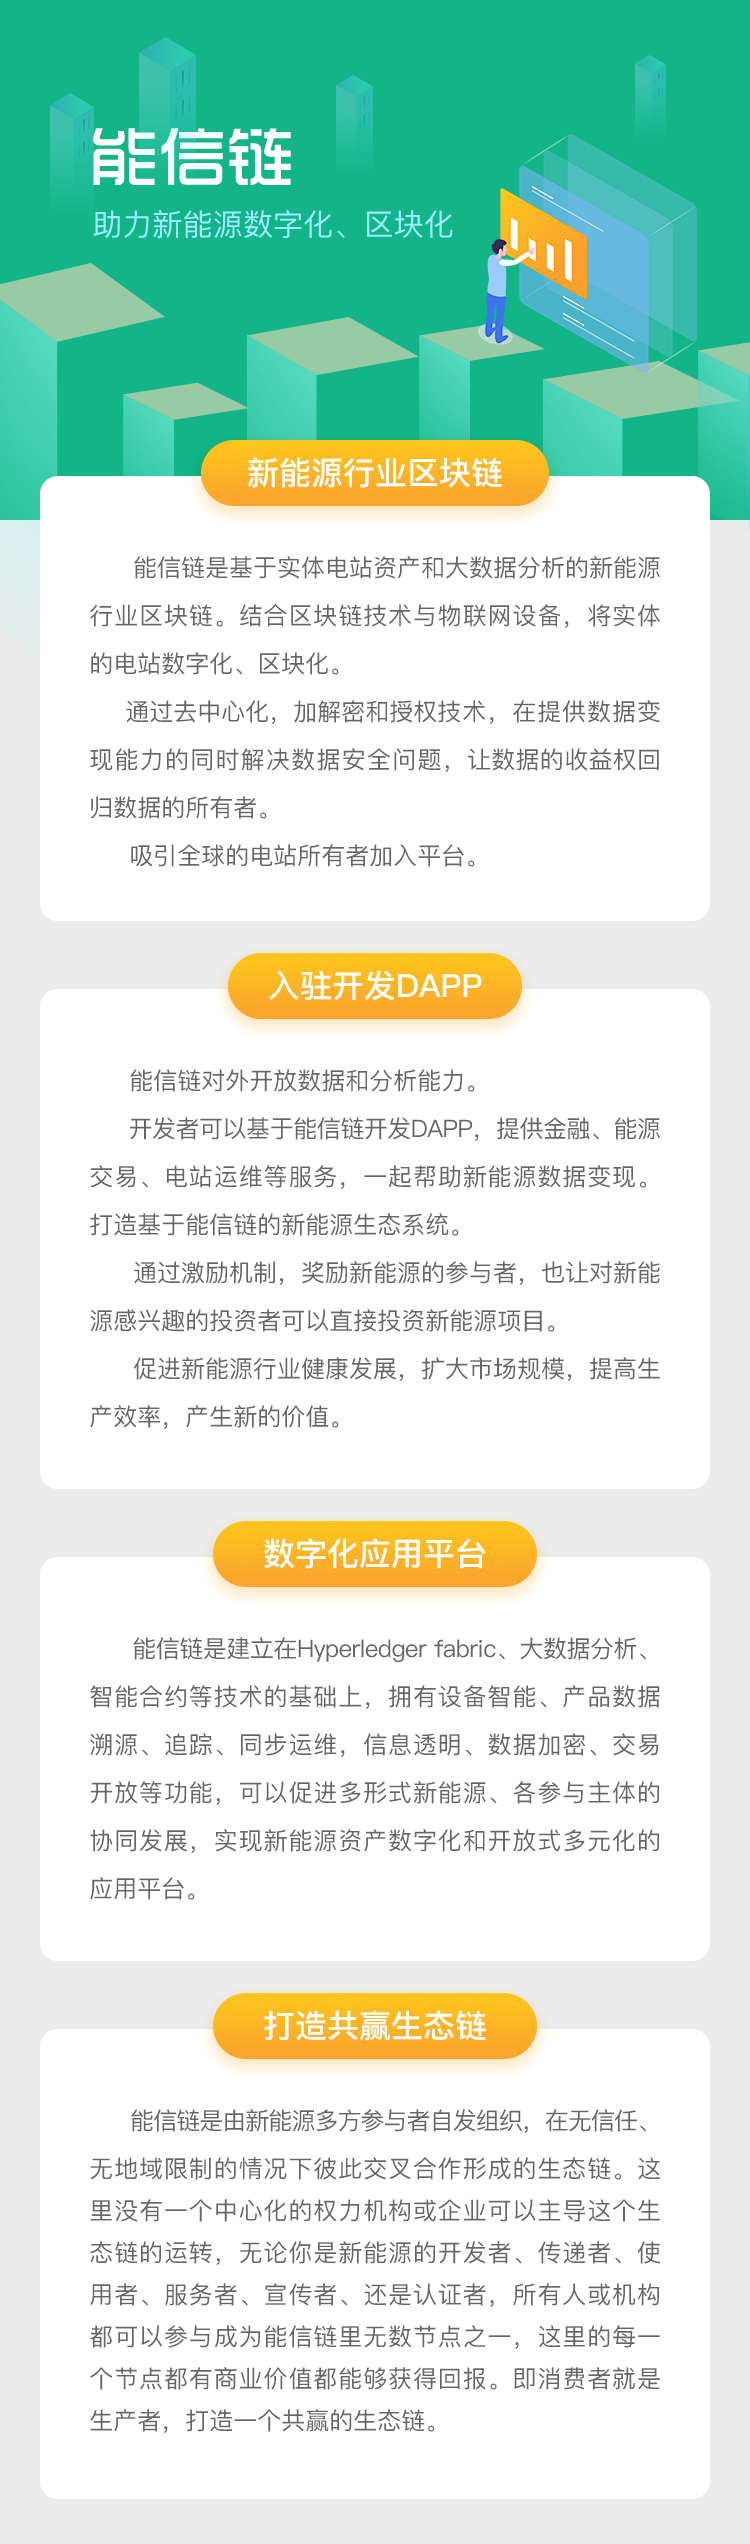 能信链
助力新能源数字化、区块化
新能源行业区块链
能信链是基于实体电站资产和大数据分析的新能源
行业区块链。结合区块链技术与物联网设备，将实体
的电站数字化、区块化。
通过去中心化，加解密和授权技术，在提供数据变
现能力的同时解决数据安全问题，让数据的收益权回
归数据的所有者。
吸引全球的电站所有者加入平台。
入驻开发DAPP
能信链对外开放数据和分析能力。
开发者可以基于能信链开发DAPP，提供金融、能源
交易、电站运维等服务，一起帮助新能源数据变现。
打造基于能信链的新能源生态系统。
通过激励机制，奖励新能源的参与者，也让对新能
源感兴趣的投资者可以直接投资新能源项目。
促进新能源行业健康发展，扩大市场规模，提高生
产效率，产生新的价值。
数字化应用平台
能信链是建立在Hyperledger fabric、大数据分析、
智能合约等技术的基础上，拥有设备智能、产品数据
溯源、追踪、同步运维，信息透明、数据加密、交易
开放等功能，可以促进多形式新能源、各参与主体的
协同发展，实现新能源资产数字化和开放式多元化的
应用平台。
打造共赢生态链
能信链是由新能源多方参与者自发组织，在无信任、
无地域限制的情况下彼此交叉合作形成的生态链。这
里没有一个中心化的权力机构或企业可以主导这个生
态链的运转，无论你是新能源的开发者、传递者、使
用者、服务者、宣传者、还是认证者，所有人或机构
都可以参与成为能信链里无数节点之一，这里的每一
个节点都有商业价值都能够获得回报。即消费者就是
生产者，打造一个共赢的生态链。